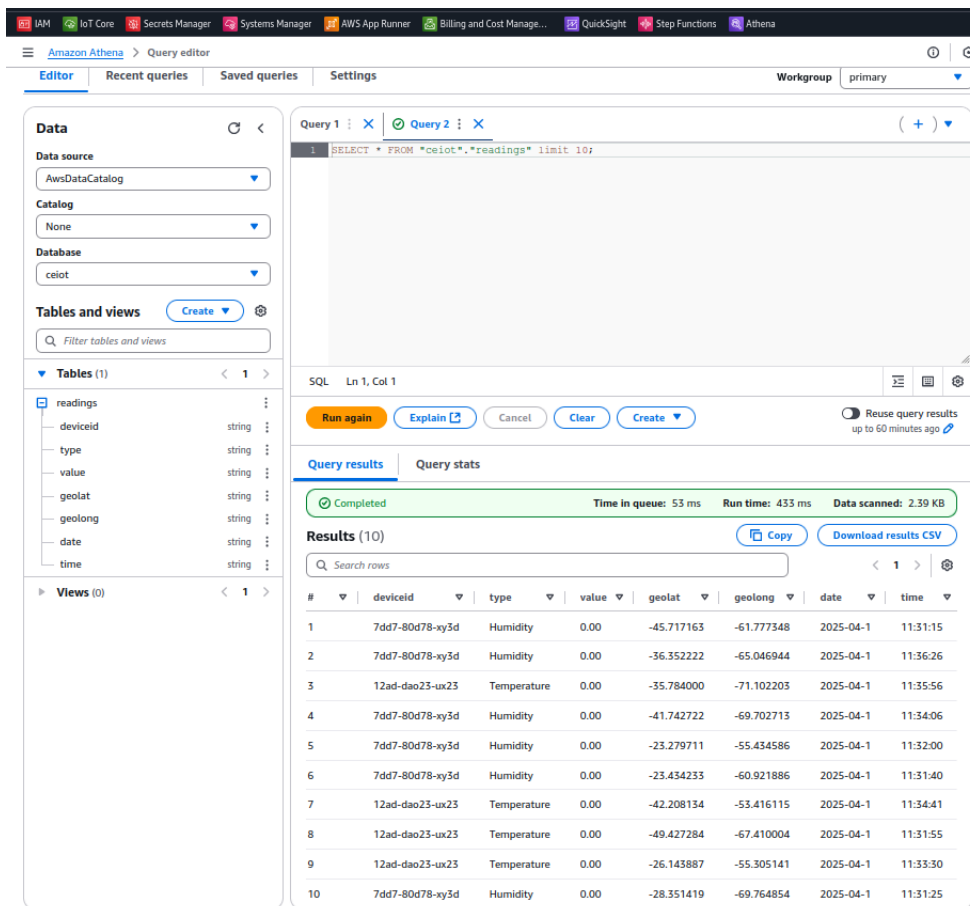 IAM IoT Core Secrets Manager Systems Manager AWS App Runner Billing and Cost Manage... QuickSight Step Functions Athena
Amazon Athena > Query editor
Editor Recent queries Saved queries Settings Workgroup primary
Data
Data source
AwsDataCatalog
Catalog
None
Database
ceiot
Tables and views Create
Filter tables and views
Tables (1) < 1 >
readings
deviceid string
type string
value string
geolat string
geolong string
date string
time string
Views (0) < 1 >
Query 1 Query 2
1 SELECT * FROM "ceiot"."readings" limit 10;
SQL Ln 1, Col 1
Run again Explain Cancel Clear Create Reuse query results
up to 60 minutes ago
Query results Query stats
Completed Time in queue: 53 ms Run time: 433 ms Data scanned: 2.39 KB
Results (10) Copy Download results CSV
Search rows < 1 >
# deviceid type value geolat geolong date time
1 7dd7-80d78-xy3d Humidity 0.00 -45.717163 -61.777348 2025-04-1 11:31:15
2 7dd7-80d78-xy3d Humidity 0.00 -36.352222 -65.046944 2025-04-1 11:36:26
3 12ad-dao23-ux23 Temperature 0.00 -35.784000 -71.102203 2025-04-1 11:35:56
4 7dd7-80d78-xy3d Humidity 0.00 -41.742722 -69.702713 2025-04-1 11:34:06
5 7dd7-80d78-xy3d Humidity 0.00 -23.279711 -55.434586 2025-04-1 11:32:00
6 7dd7-80d78-xy3d Humidity 0.00 -23.434233 -60.921886 2025-04-1 11:31:40
7 12ad-dao23-ux23 Temperature 0.00 -42.208134 -53.416115 2025-04-1 11:34:41
8 12ad-dao23-ux23 Temperature 0.00 -49.427284 -67.410004 2025-04-1 11:31:55
9 12ad-dao23-ux23 Temperature 0.00 -26.143887 -55.305141 2025-04-1 11:33:30
10 7dd7-80d78-xy3d Humidity 0.00 -28.351419 -69.764854 2025-04-1 11:31:25